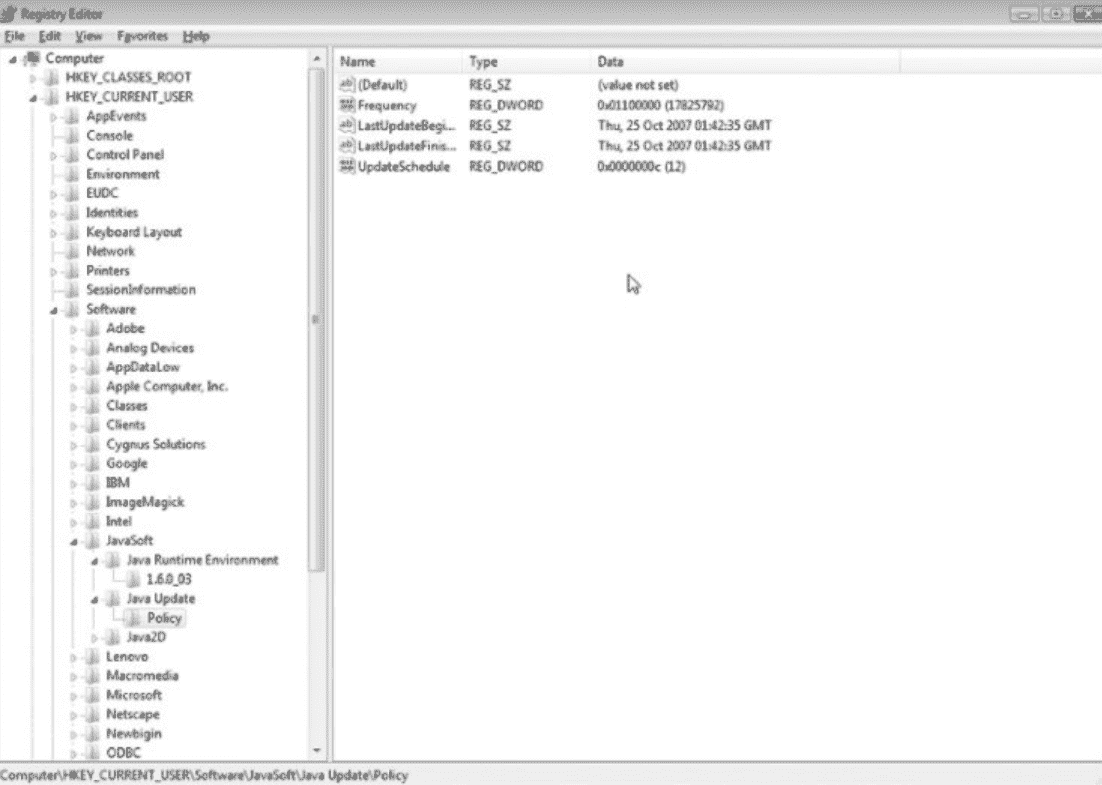 Registry Editor
File Edit View Favorites Help
Computer
HKEY_CLASSES_ROOT
HKEY_CURRENT_USER
AppEvents
Console
Control Panel
Environment
EUDC
Identities
Keyboard Layout
Network
Printers
SessionInformation
Software
Adobe
Analog Devices
AppDataLow
Apple Computer, Inc.
Classes
Clients
Cygnus Solutions
Google
IBM
ImageMagick
Intel
JavaSoft
Java Runtime Environment
1.6.0_03
Java Update
Policy
Java2D
Lenovo
Macromedia
Microsoft
Netscape
Newbigin
ODBC
Name Type Data
(Default) REG_SZ (value not set)
Frequency REG_DWORD 0x01100000 (17825792)
LastUpdateBegi... REG_SZ Thu, 25 Oct 2007 01:42:35 GMT
LastUpdateFinis... REG_SZ Thu, 25 Oct 2007 01:42:35 GMT
UpdateSchedule REG_DWORD 0x0000000c (12)
Computer\HKEY_CURRENT_USER\Software\JavaSoft\Java Update\Policy